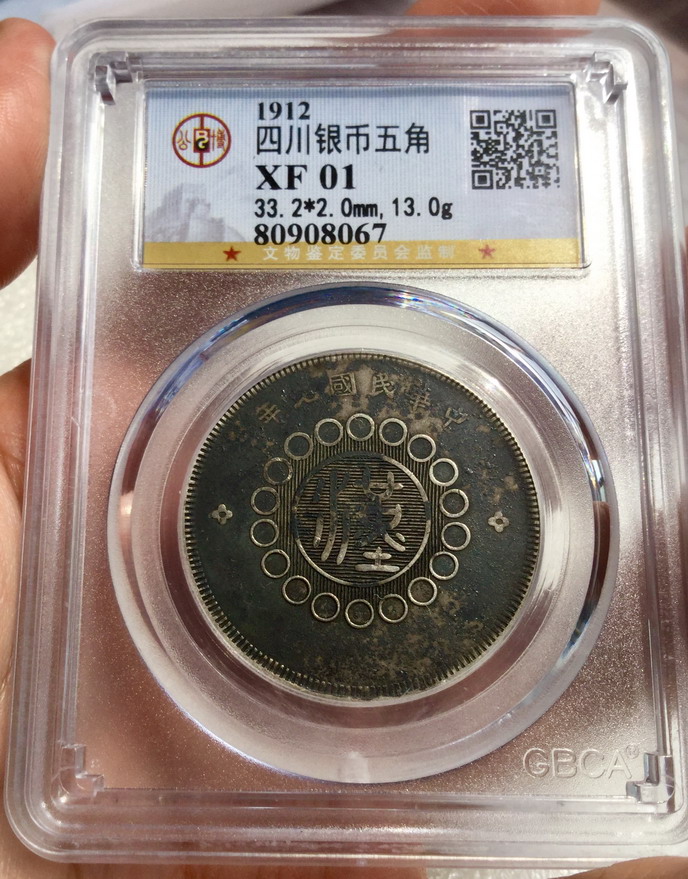 1912
四川银币五角
XF 01
33.2*2.0mm,13.0g
80908067
文物鉴定委员会监制
中華民國元年
漢
GBCA®